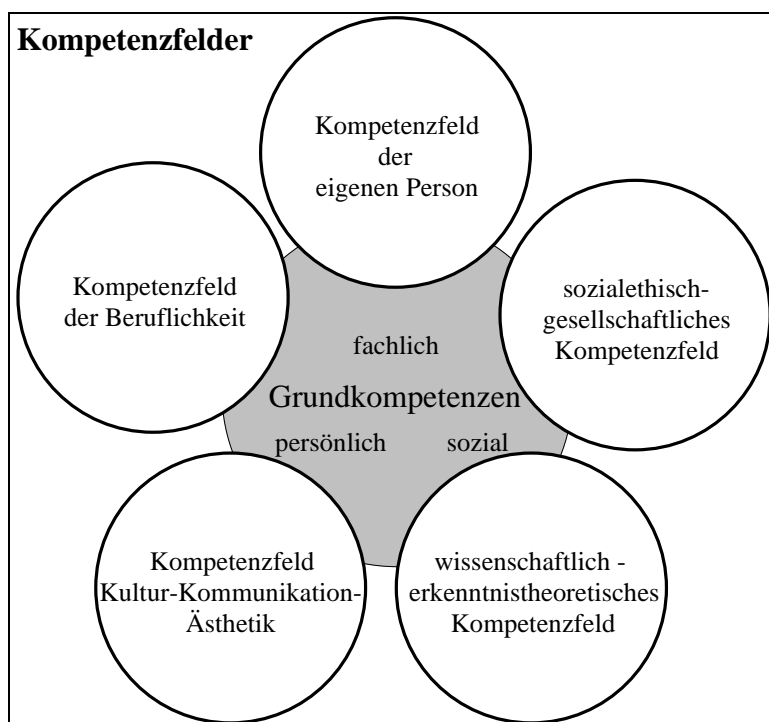 Kompetenzfelder
Kompetenzfeld
der
eigenen Person
Kompetenzfeld
der Beruflichkeit
sozialethisch-
gesellschaftliches
Kompetenzfeld
fachlich
Grundkompetenzen
persönlich sozial
Kompetenzfeld
Kultur-Kommunikation-
Ästhetik
wissenschaftlich -
erkenntnistheoretisches
Kompetenzfeld